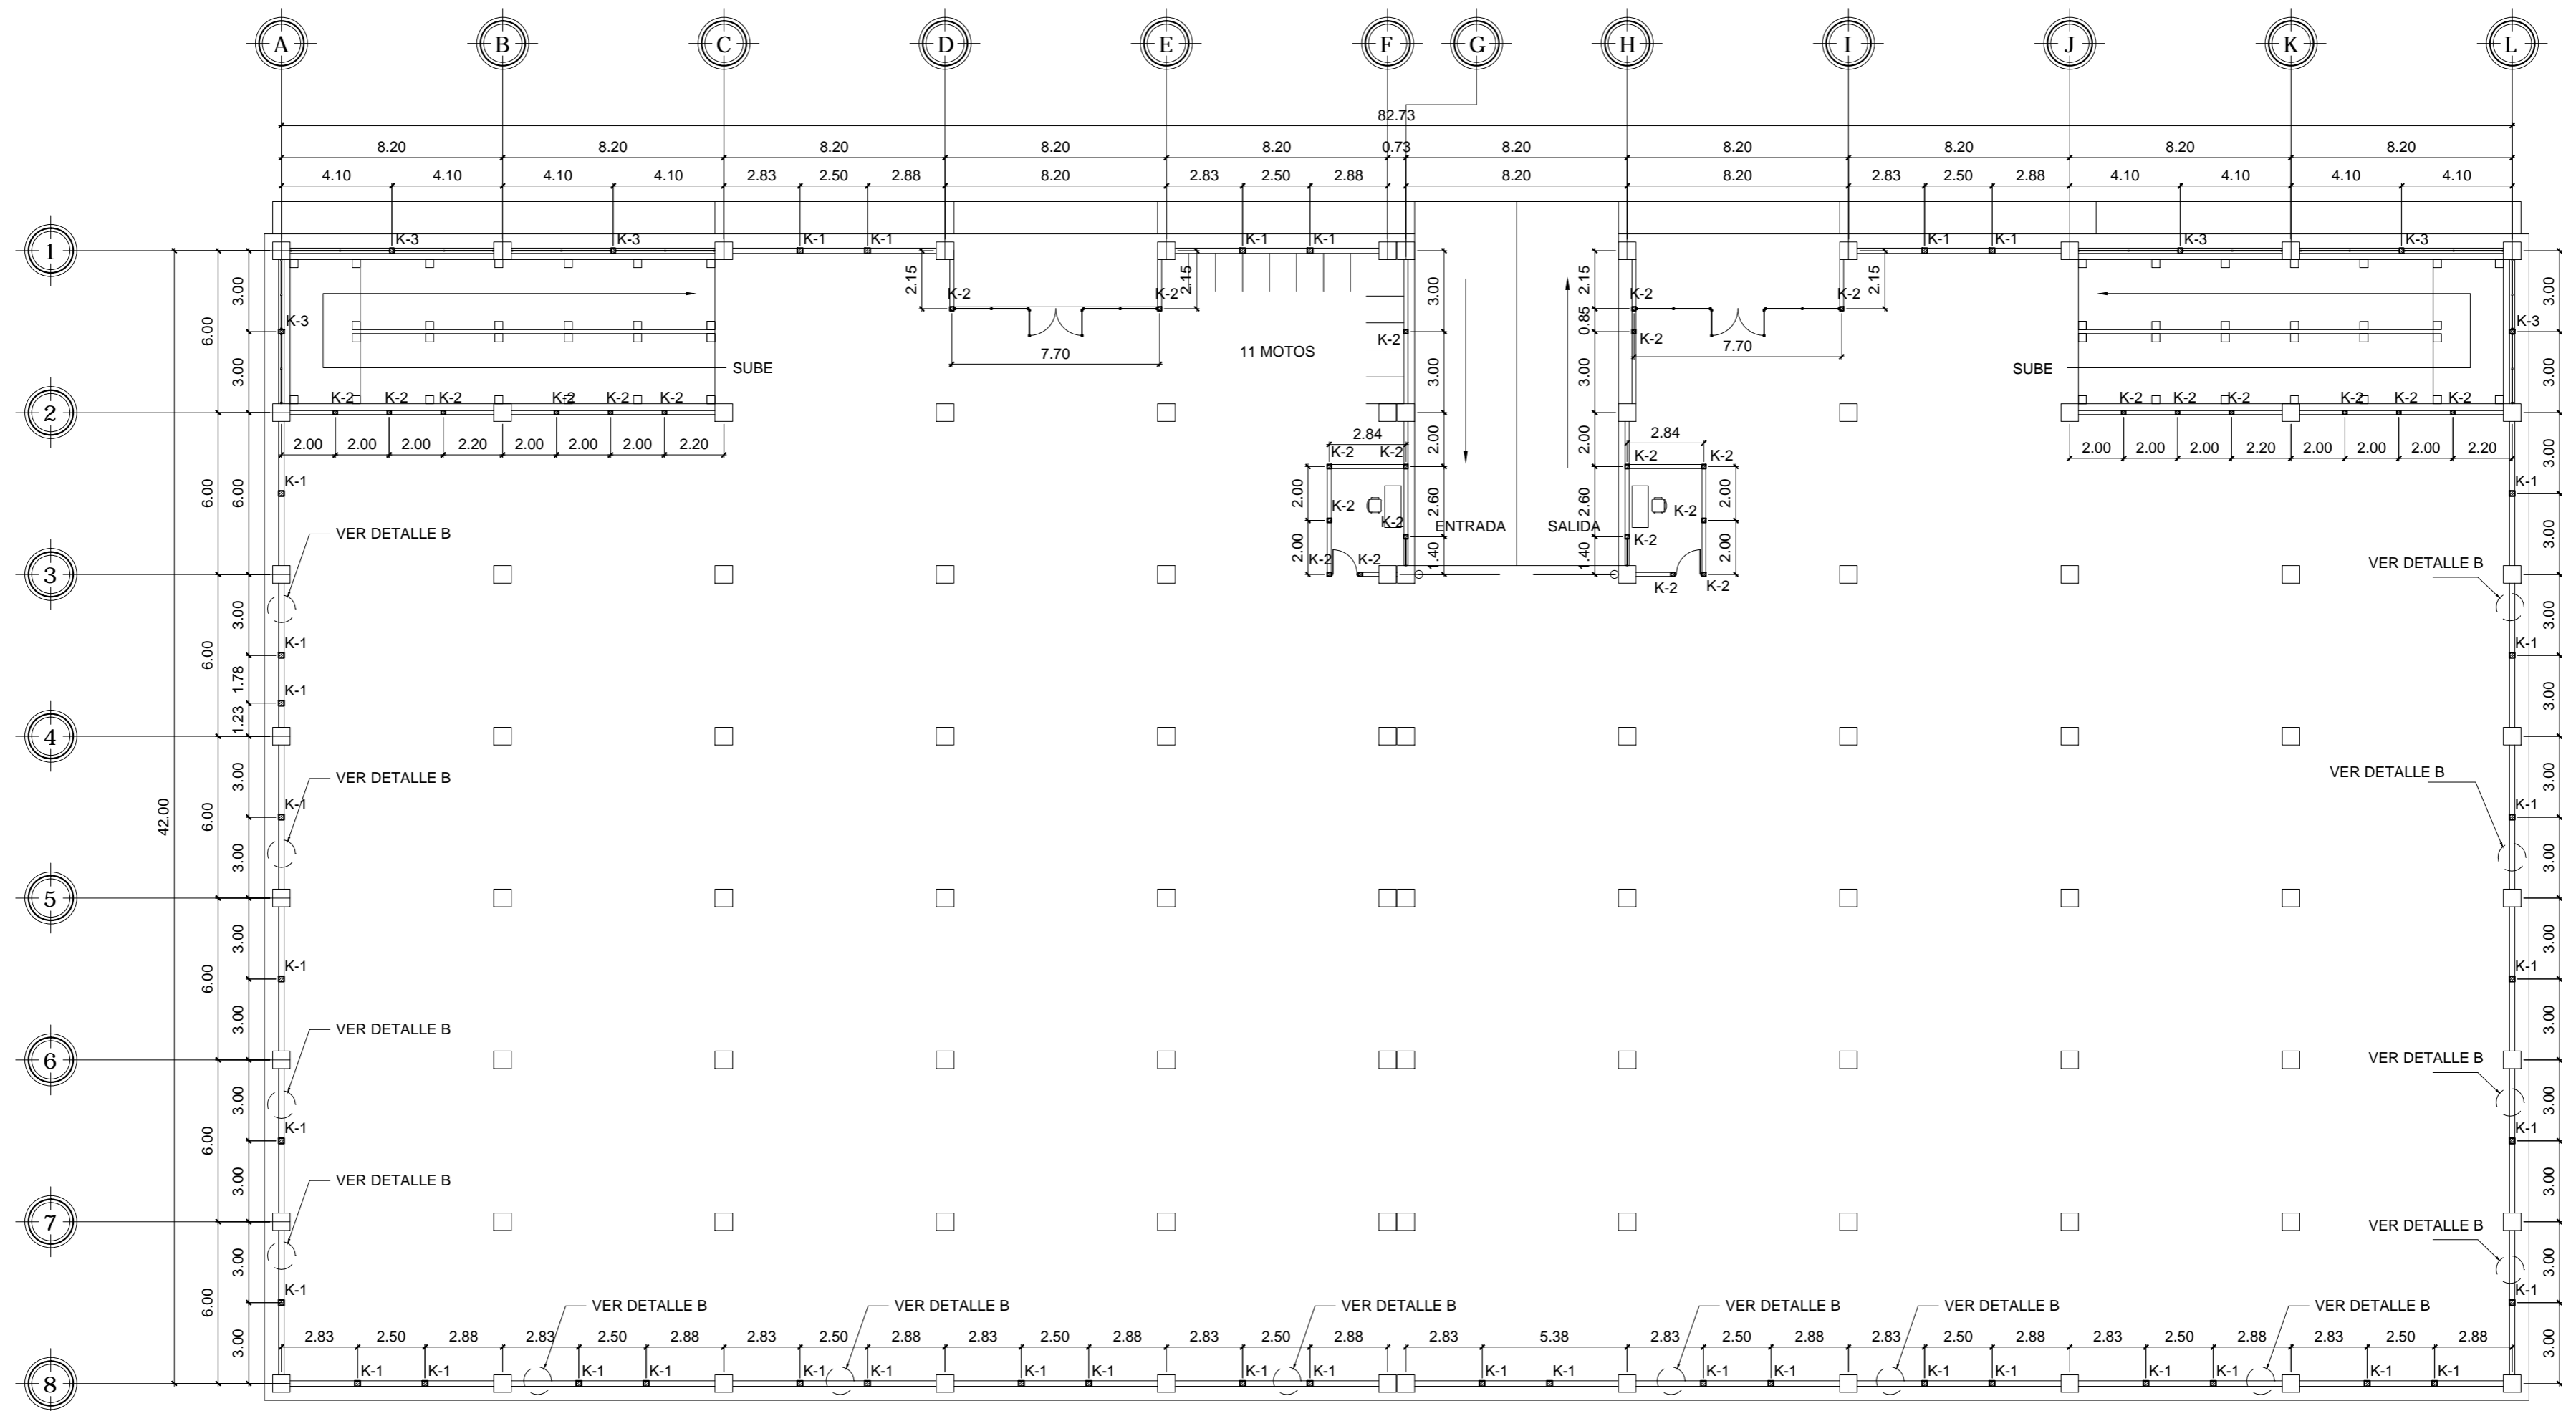 A B C D E F G H I J K L
82.73
8.20 8.20 8.20 8.20 8.20 0.73 8.20 8.20 8.20 8.20 8.20
4.10 4.10 4.10 4.10 2.83 2.50 2.88 8.20 2.83 2.50 2.88 8.20 8.20 2.83 2.50 2.88 4.10 4.10 4.10 4.10
1 K-3 K-3 K-1 K-1 K-1 K-1 K-1 K-1 K-3 K-3
3.00 2.15 2.15 3.00 2.15 2.15 3.00
K-2 K-2 K-2 K-2
6.00 K-3 K-2 0.85 K-2 K-3
11 MOTOS
7.70 7.70
3.00 SUBE 3.00 3.00 SUBE 3.00
2 K-2 K-2 K-2 K-2 K-2 K-2 K-2 K-2 K-2 K-2 K-2 K-2
2.84 2.00 2.00 2.84
2.00 2.00 2.00 2.20 2.00 2.00 2.00 2.20 2.00 2.00 2.00 2.20 2.00 2.00 2.00 2.20
K-2 K-2 K-2 K-2 3.00
6.00 6.00 K-1 2.00 2.60 2.60 2.00 K-1
K-2 K-2 K-2
K-2 ENTRADA SALIDA
VER DETALLE B K-2 3.00
2.00 1.40 1.40 2.00
K-2 K-2 VER DETALLE B
3
K-2 K-2
3.00 3.00
6.00 K-1 K-1
1.78 K-1 3.00
1.23
4
3.00 VER DETALLE B VER DETALLE B 3.00
42.00 6.00 K-1 K-1
3.00 3.00
5
3.00 3.00
6.00 K-1 K-1
3.00 3.00
VER DETALLE B
6 VER DETALLE B
3.00 3.00
6.00 K-1 K-1
3.00 VER DETALLE B 3.00
7 VER DETALLE B
3.00 3.00
6.00 K-1 K-1
VER DETALLE B VER DETALLE B VER DETALLE B VER DETALLE B VER DETALLE B VER DETALLE B
3.00 2.83 2.50 2.88 2.83 2.50 2.88 2.83 2.50 2.88 2.83 2.50 2.88 2.83 2.50 2.88 2.83 5.38 2.83 2.50 2.88 2.83 2.50 2.88 2.83 2.50 2.88 2.83 2.50 2.88 3.00
K-1 K-1 K-1 K-1 K-1 K-1 K-1 K-1 K-1 K-1 K-1 K-1 K-1 K-1 K-1 K-1 K-1 K-1 K-1 K-1
8